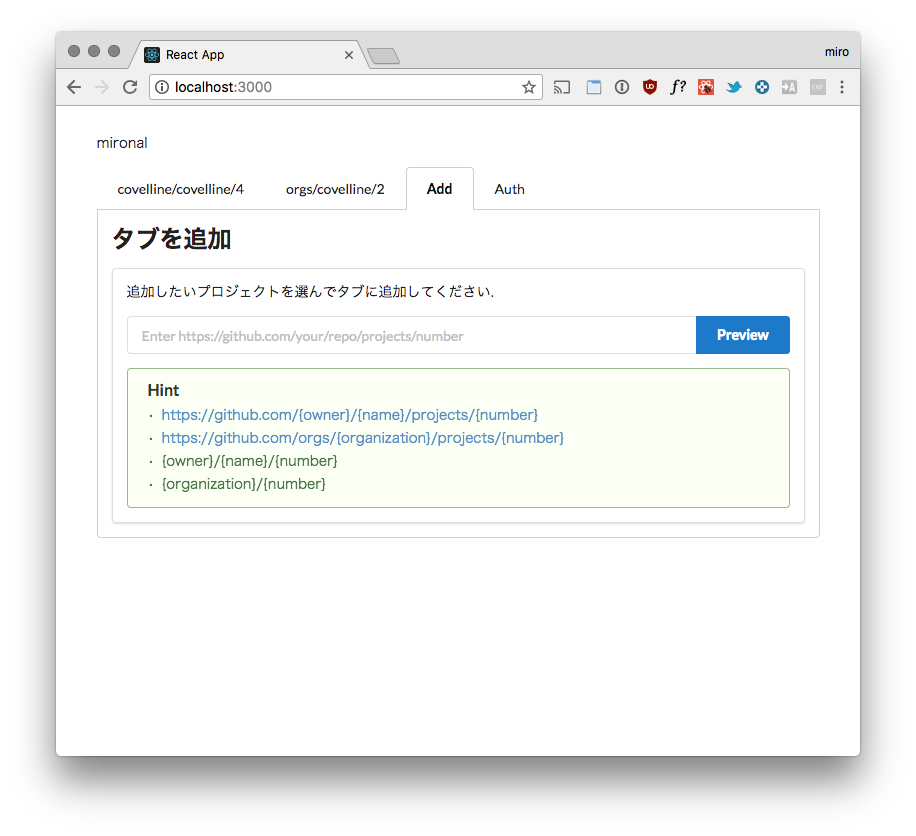 React App
miro
localhost:3000
mironal
covelline/covelline/4 orgs/covelline/2 Add Auth
タブを追加
追加したいプロジェクトを選んでタブに追加してください.
Enter https://github.com/your/repo/projects/number Preview
Hint
・ https://github.com/{owner}/{name}/projects/{number}
・ https://github.com/orgs/{organization}/projects/{number}
・ {owner}/{name}/{number}
・ {organization}/{number}